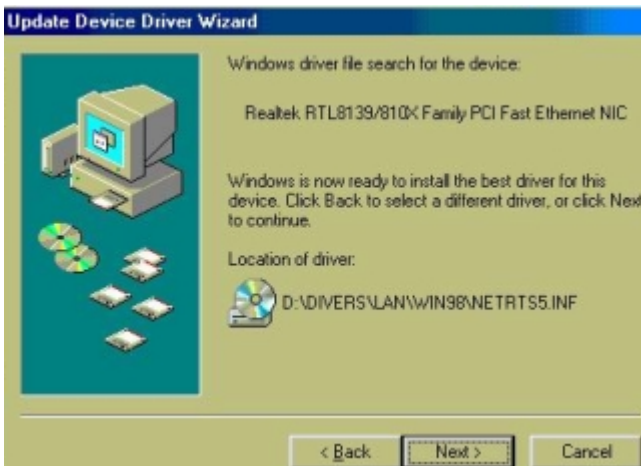 Update Device Driver Wizard
Windows driver file search for the device:
Realtek RTL8139/810X Family PCI Fast Ethernet NIC
Windows is now ready to install the best driver for this
device. Click Back to select a different driver, or click Next
to continue.
Location of driver:
D:\DIVERS\LAN\WIN98\NETRTS5.INF
< Back
Next >
Cancel